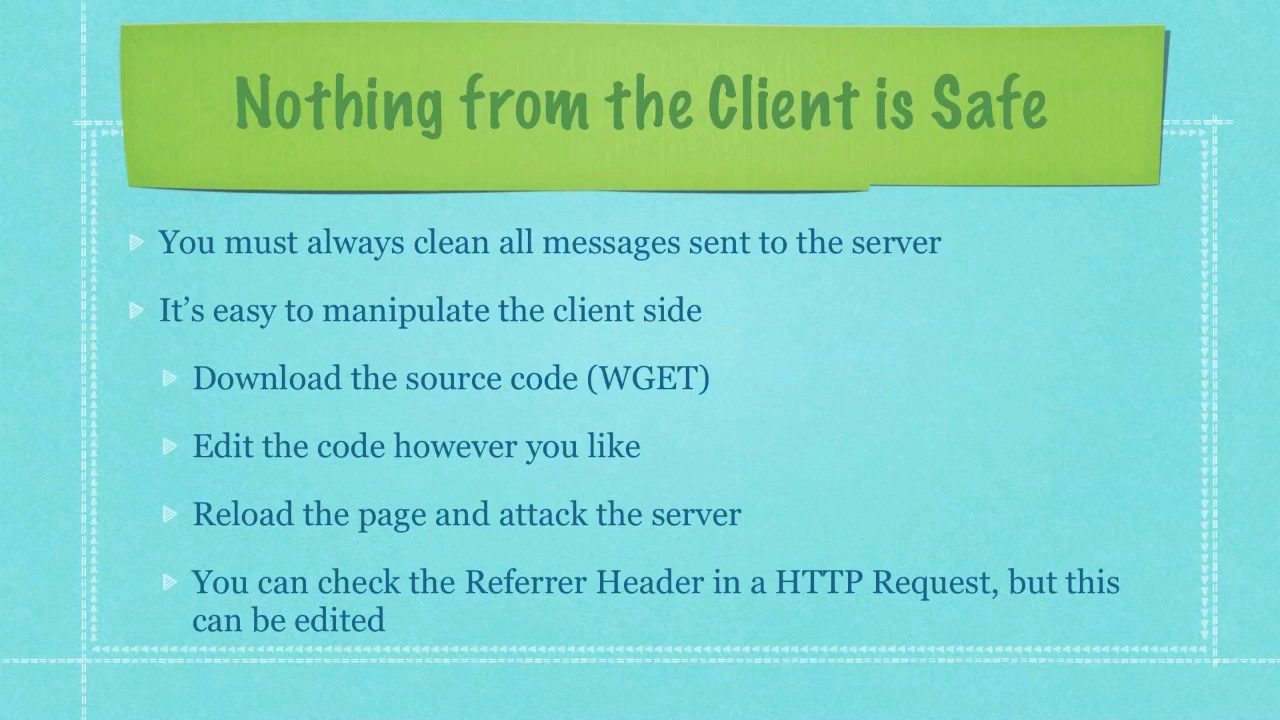 Nothing from the Client is Safe
You must always clean all messages sent to the server
It’s easy to manipulate the client side
Download the source code (WGET)
Edit the code however you like
Reload the page and attack the server
You can check the Referrer Header in a HTTP Request, but this
can be edited